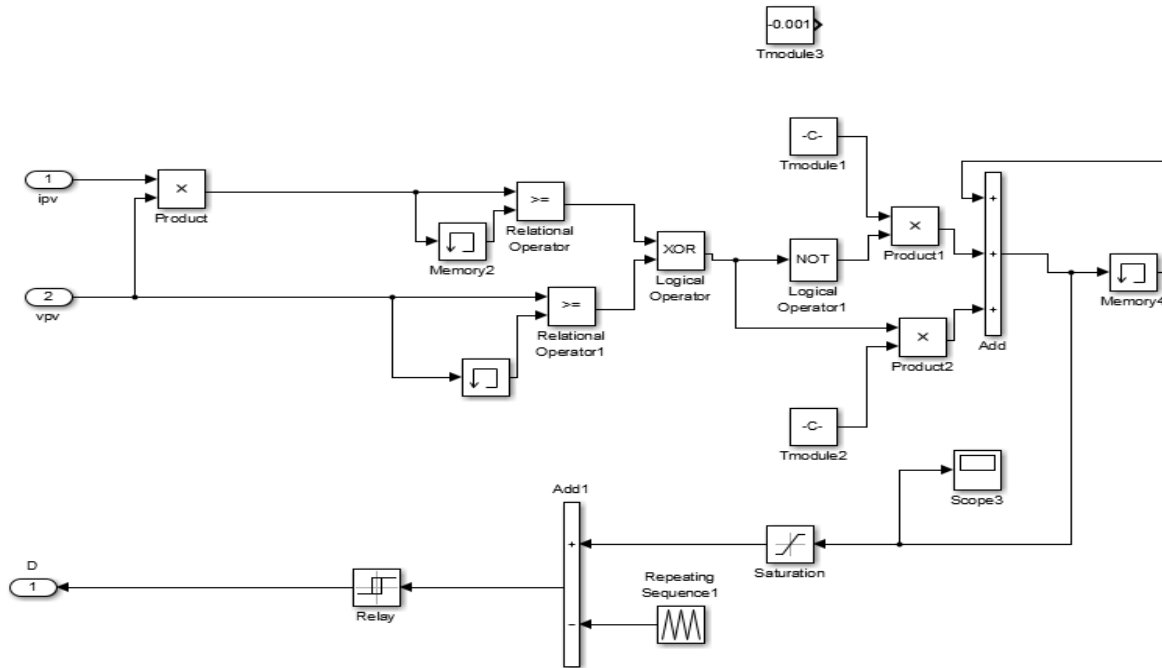 -0.001
Tmodule3
-C-
Tmodule1
1
ipv
×
Product
>=
Relational
Operator
Memory2
XOR
Logical
Operator
NOT
Logical
Operator1
×
Product1
+
+
+
Add
Memory4
2
vpv
>=
Relational
Operator1
×
Product2
-C-
Tmodule2
Scope3
Add1
+
−
Saturation
Repeating
Sequence1
D
1
Relay